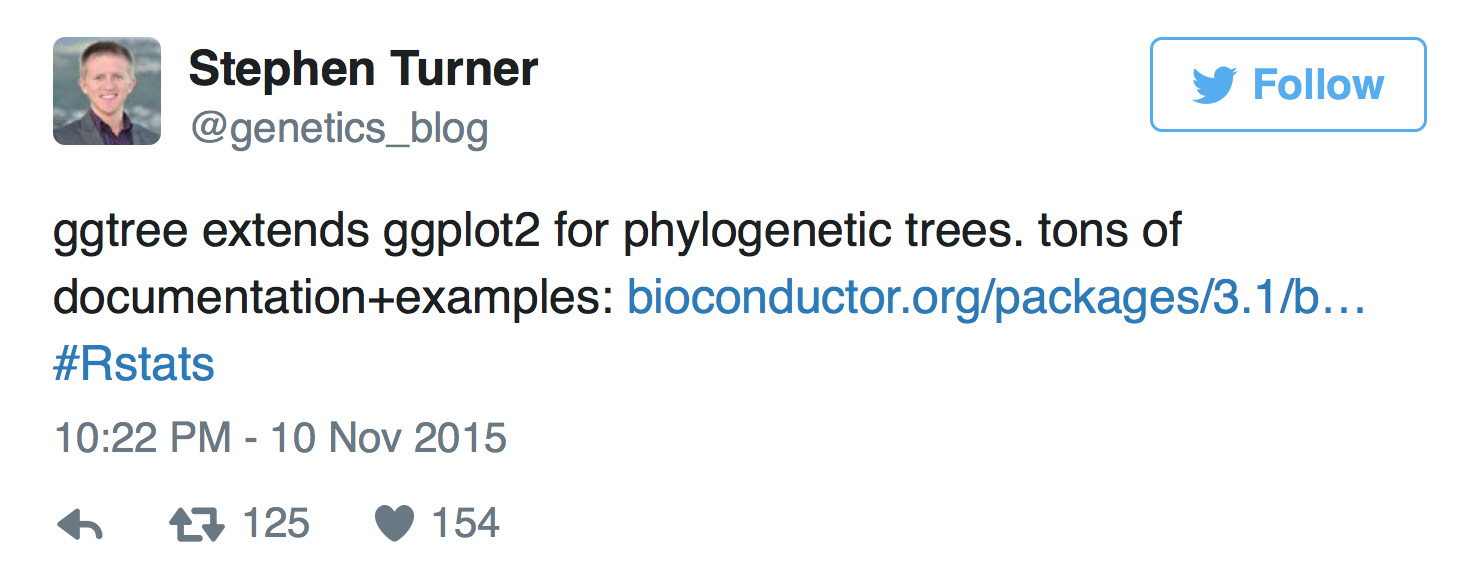 Stephen Turner
@genetics_blog
Follow
ggtree extends ggplot2 for phylogenetic trees. tons of
documentation+examples: bioconductor.org/packages/3.1/b…
#Rstats
10:22 PM - 10 Nov 2015
125 154